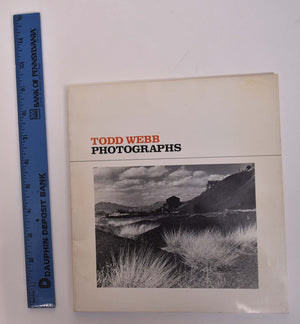 BANK OF PENNSYLVANIA
DAUPHIN DEPOSIT BANK
TODD WEBB
PHOTOGRAPHS